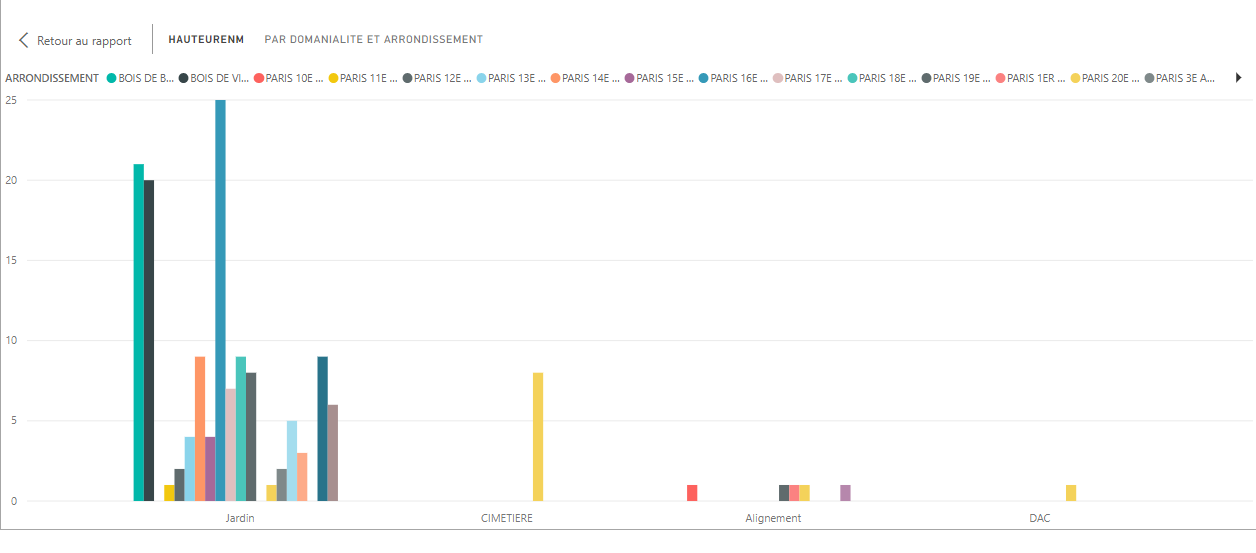 Retour au rapport HAUTEURENM PAR DOMANIALITE ET ARRONDISSEMENT
ARRONDISSEMENT BOIS DE B... BOIS DE VI... PARIS 10E ... PARIS 11E ... PARIS 12E ... PARIS 13E ... PARIS 14E ... PARIS 15E ... PARIS 16E ... PARIS 17E ... PARIS 18E ... PARIS 19E ... PARIS 1ER ... PARIS 20E ... PARIS 3E A...
25
20
15
10
5
0
Jardin CIMETIERE Alignement DAC